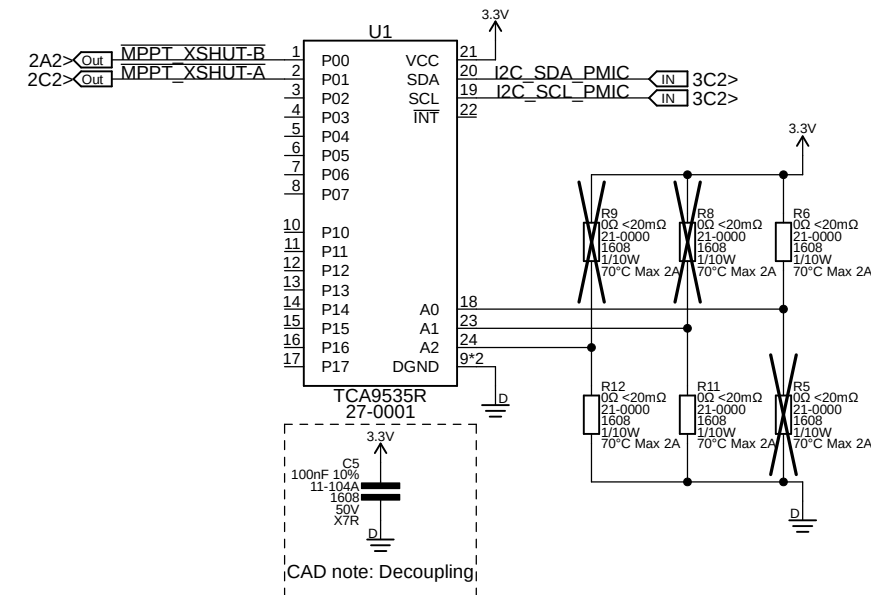 U1
3.3V
2A2> Out MPPT_XSHUT-B 1 P00 VCC 21
2C2> Out MPPT_XSHUT-A 2 P01 SDA 20 I2C_SDA_PMIC IN 3C2>
3 P02 SCL 19 I2C_SCL_PMIC IN 3C2>
4 P03 INT 22
5 P04
6 P05
7 P06
8 P07
10 P10
11 P11
12 P12
13 P13
14 P14 A0 18
15 P15 A1 23
16 P16 A2 24
17 P17 DGND 9*2
D
TCA9535R
27-0001
3.3V
R9
0Ω <20mΩ
21-0000
1608
1/10W
70°C Max 2A
R8
0Ω <20mΩ
21-0000
1608
1/10W
70°C Max 2A
R6
0Ω <20mΩ
21-0000
1608
1/10W
70°C Max 2A
R12
0Ω <20mΩ
21-0000
1608
1/10W
70°C Max 2A
R11
0Ω <20mΩ
21-0000
1608
1/10W
70°C Max 2A
R5
0Ω <20mΩ
21-0000
1608
1/10W
70°C Max 2A
D
3.3V
C5
100nF 10%
11-104A
1608
50V
X7R
D
CAD note: Decoupling